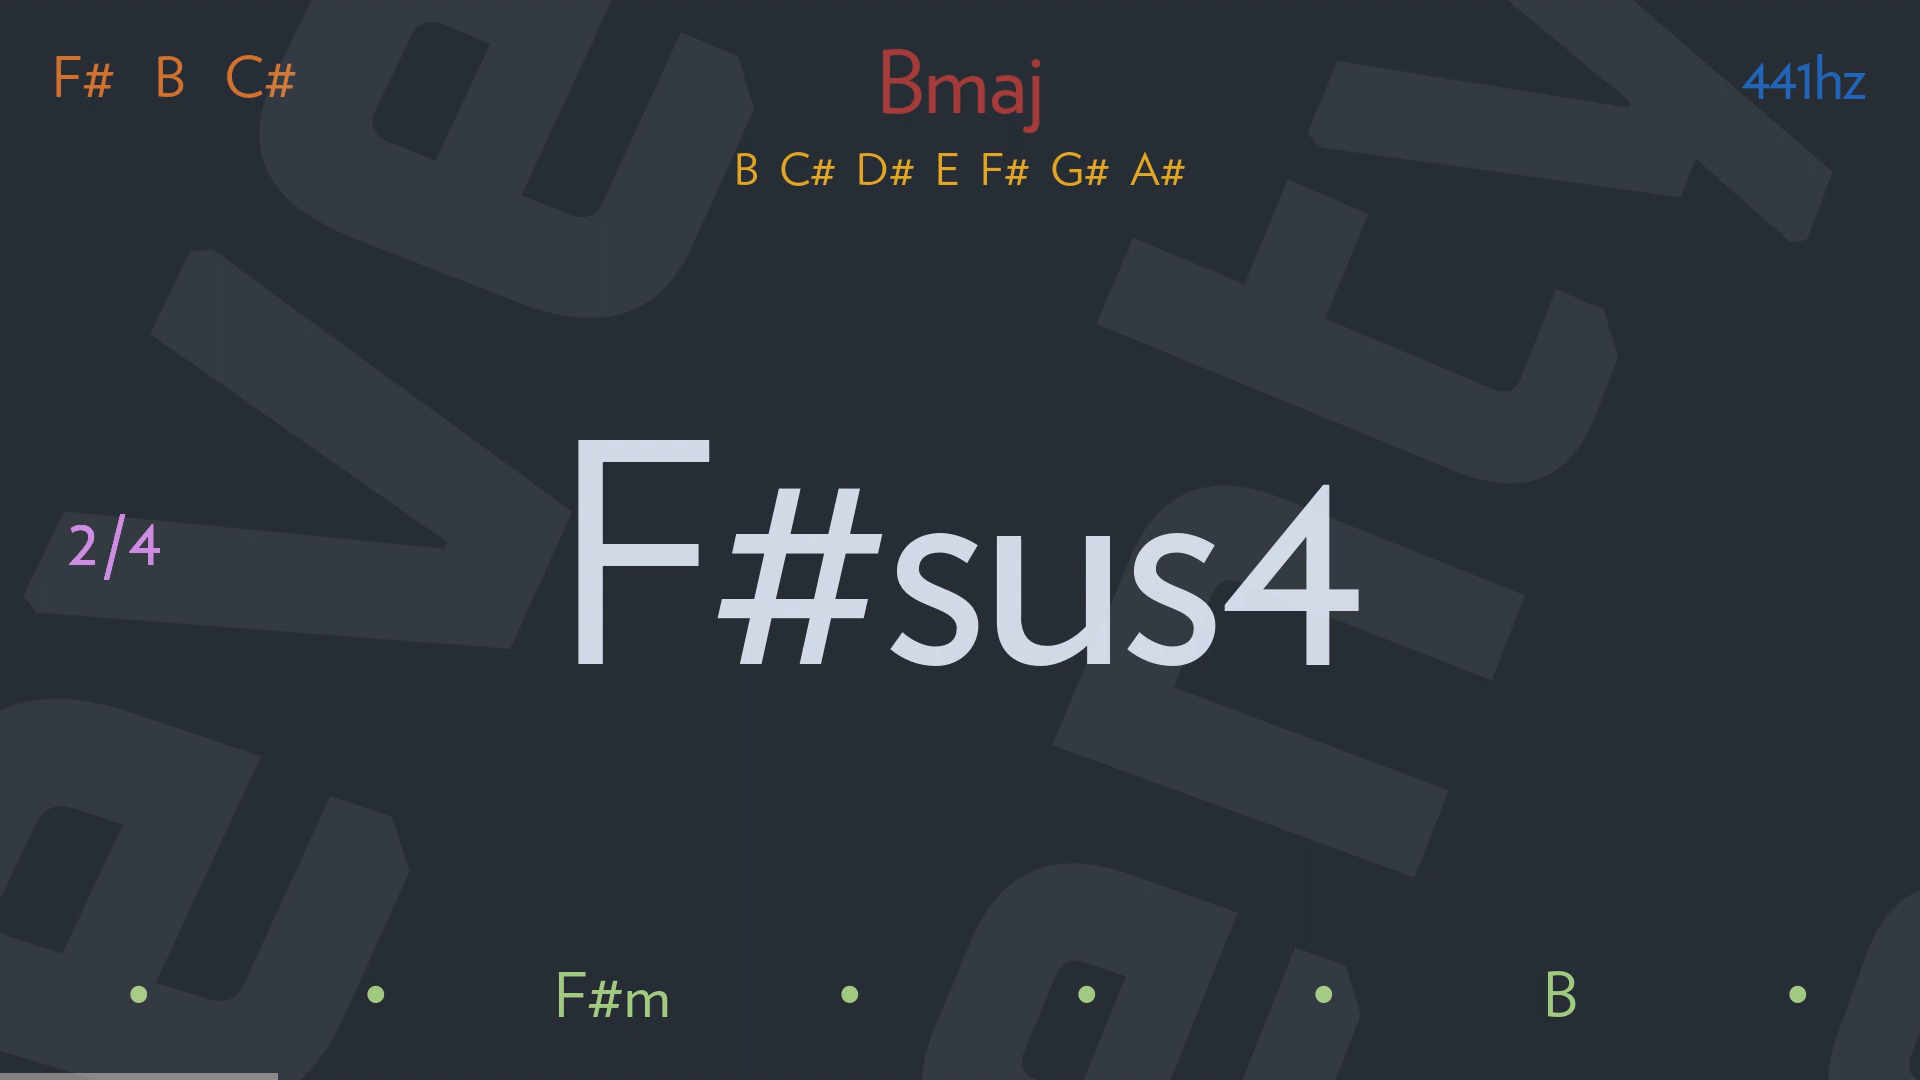 F# B C#
Bmaj
441hz
B C# D# E F# G# A#
2/4
F#sus4
• • F#m • • • B •